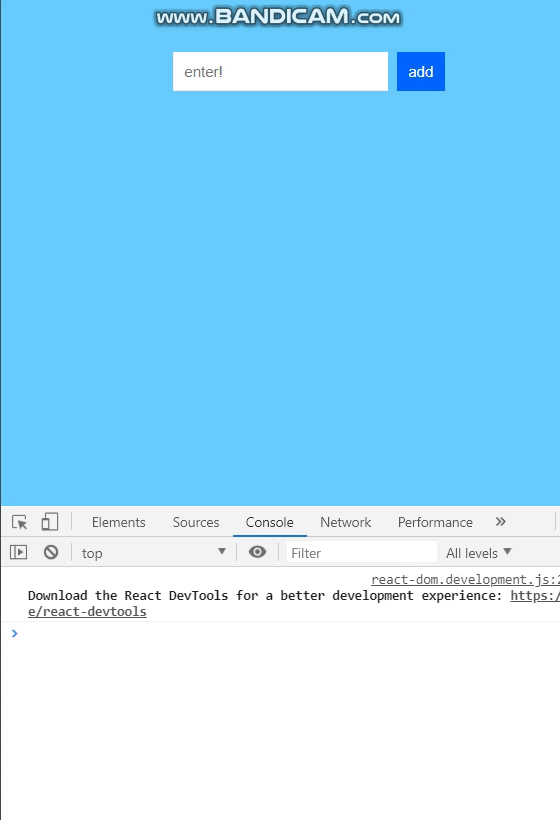 www.BANDICAM.com
enter! add
Elements Sources Console Network Performance »
top Filter All levels
react-dom.development.js:2
Download the React DevTools for a better development experience: https:/
e/react-devtools